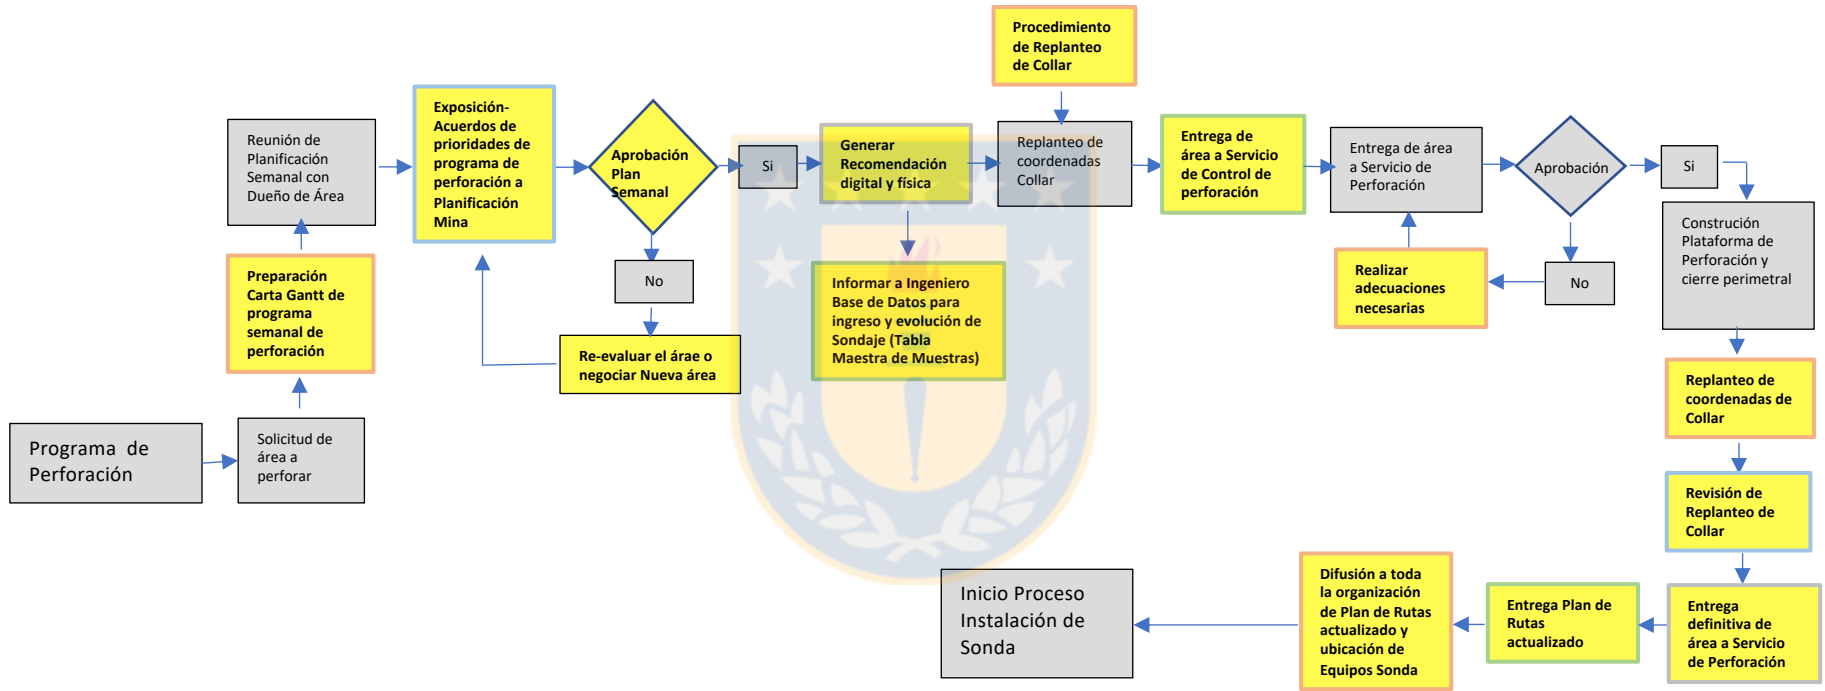 Programa de
Perforación
Solicitud de
área a
perforar
Preparación
Carta Gantt de
programa
semanal de
perforación
Reunión de
Planificación
Semanal con
Dueño de Área
Exposición-
Acuerdos de
prioridades de
programa de
perforación a
Planificación
Mina
Aprobación
Plan
Semanal
No
Re-evaluar el árae o
negociar Nueva área
Si
Generar
Recomendación
digital y física
Informar a Ingeniero
Base de Datos para
ingreso y evolución de
Sondaje (Tabla
Maestra de Muestras)
Procedimiento
de Replanteo
de Collar
Replanteo de
coordenadas
Collar
Entrega de
área a Servicio
de Control de
perforación
Entrega de área
a Servicio de
Perforación
Aprobación
No
Realizar
adecuaciones
necesarias
Si
Construción
Plataforma de
Perforación y
cierre perimetral
Replanteo de
coordenadas de
Collar
Revisión de
Replanteo de
Collar
Entrega
definitiva de
área a Servicio
de Perforación
Entrega Plan de
Rutas
actualizado
Difusión a toda
la organización
de Plan de Rutas
actualizado y
ubicación de
Equipos Sonda
Inicio Proceso
Instalación de
Sonda